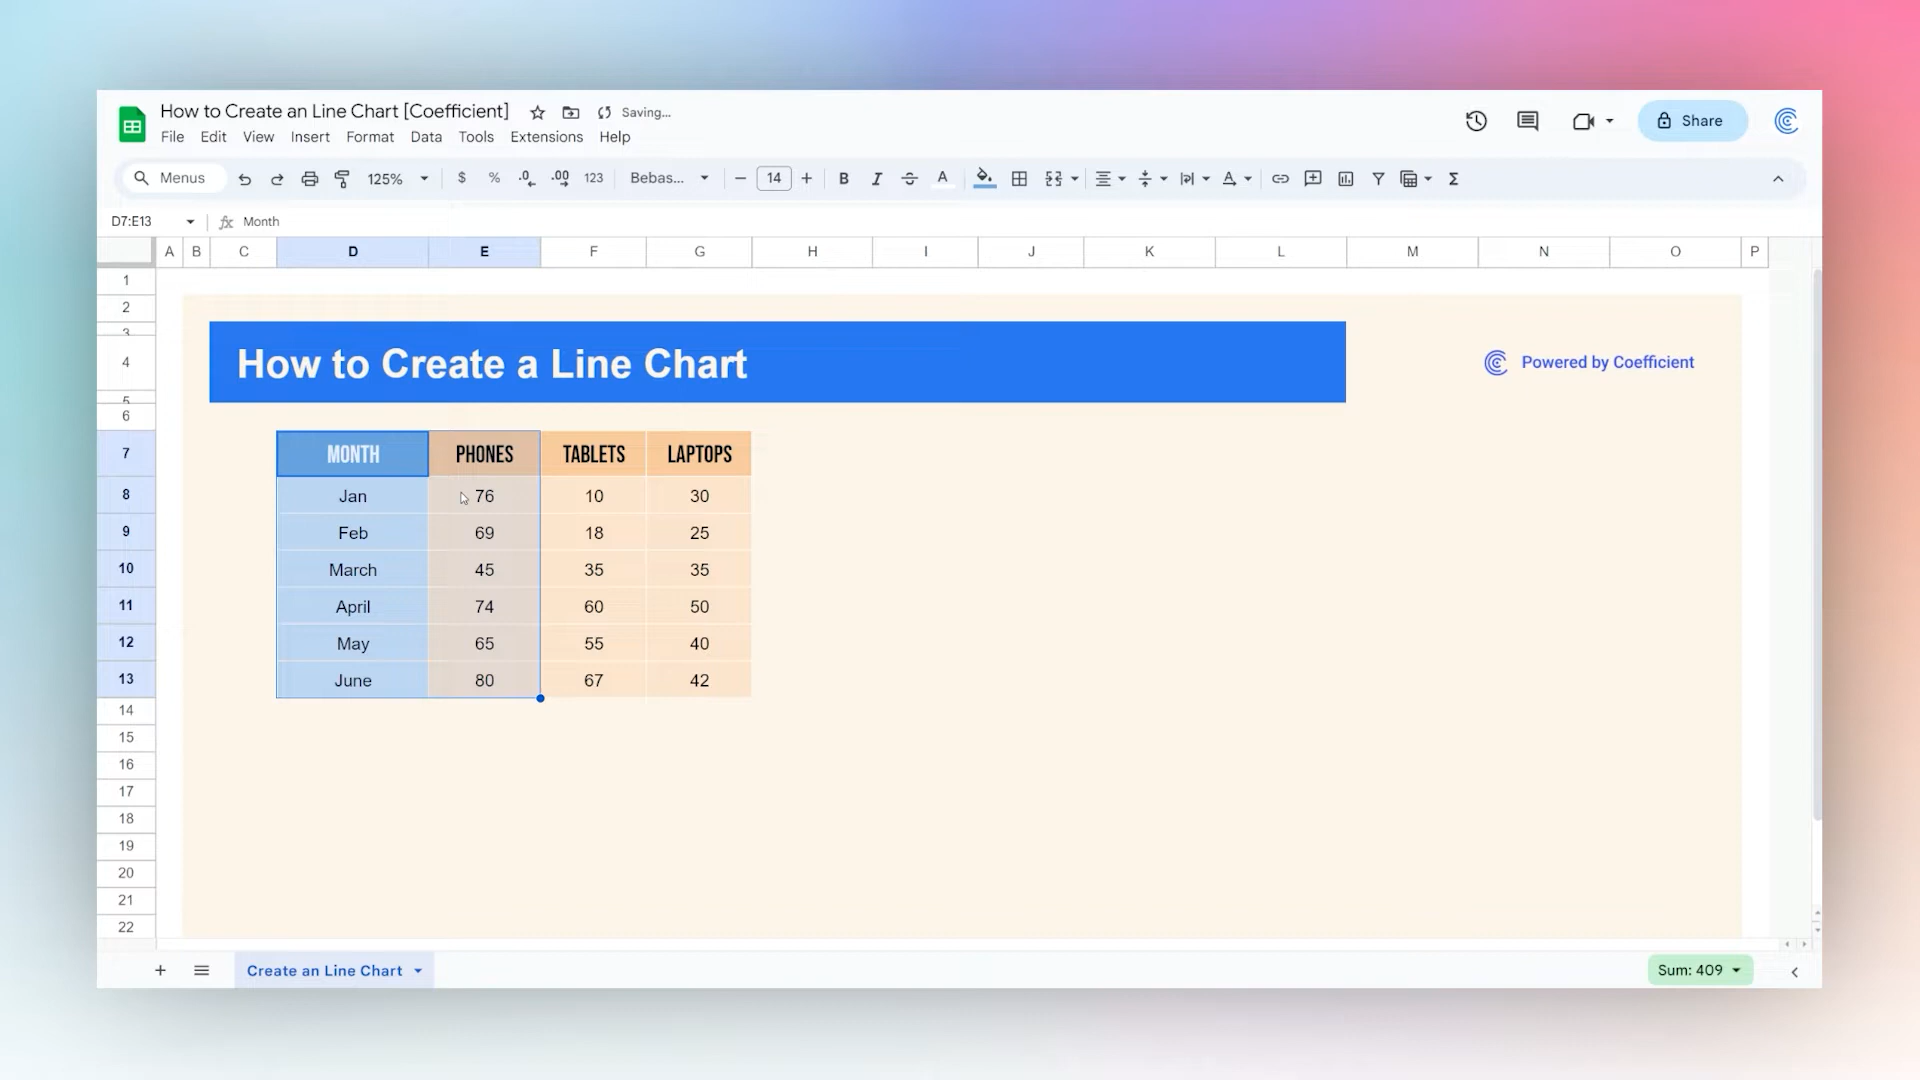 How to Create an Line Chart [Coefficient] Saving...
File Edit View Insert Format Data Tools Extensions Help
Share
Menus 125% $ % .0 .00 123 Bebas... 14 B I A
D7:E13 fx Month
A B C D E F G H I J K L M N O P
1
2
3
4 How to Create a Line Chart Powered by Coefficient
5
6
7 MONTH PHONES TABLETS LAPTOPS
8 Jan 76 10 30
9 Feb 69 18 25
10 March 45 35 35
11 April 74 60 50
12 May 65 55 40
13 June 80 67 42
14
15
16
17
18
19
20
21
22
Create an Line Chart Sum: 409